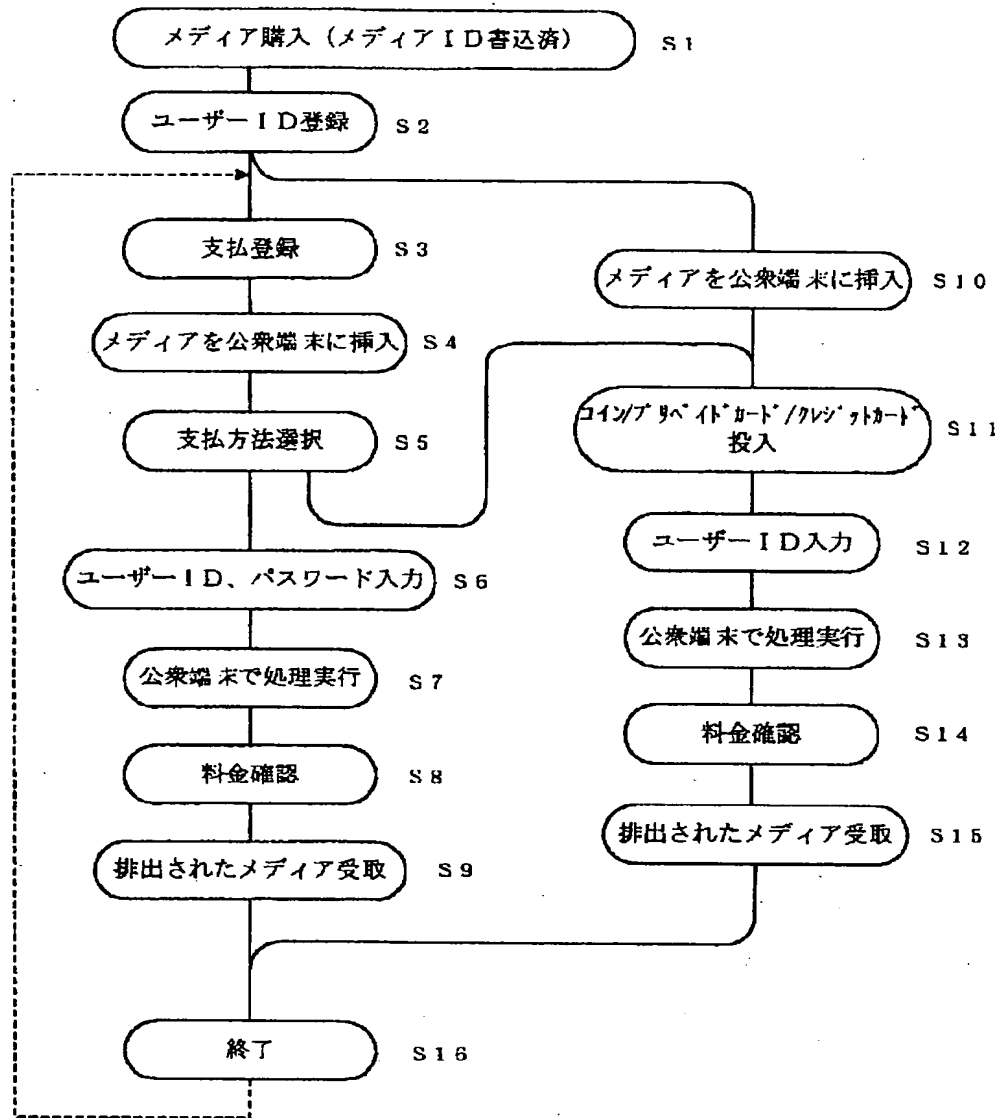 メディア購入（メディアＩＤ書込済） Ｓ１
ユーザーＩＤ登録 Ｓ２
支払登録 Ｓ３
メディアを公衆端末に挿入 Ｓ４
支払方法選択 Ｓ５
ユーザーＩＤ、パスワード入力 Ｓ６
公衆端末で処理実行 Ｓ７
料金確認 Ｓ８
排出されたメディア受取 Ｓ９
メディアを公衆端末に挿入 Ｓ１０
コイン/プリペイドカード/クレジットカード
投入 Ｓ１１
ユーザーＩＤ入力 Ｓ１２
公衆端末で処理実行 Ｓ１３
料金確認 Ｓ１４
排出されたメディア受取 Ｓ１５
終了 Ｓ１６